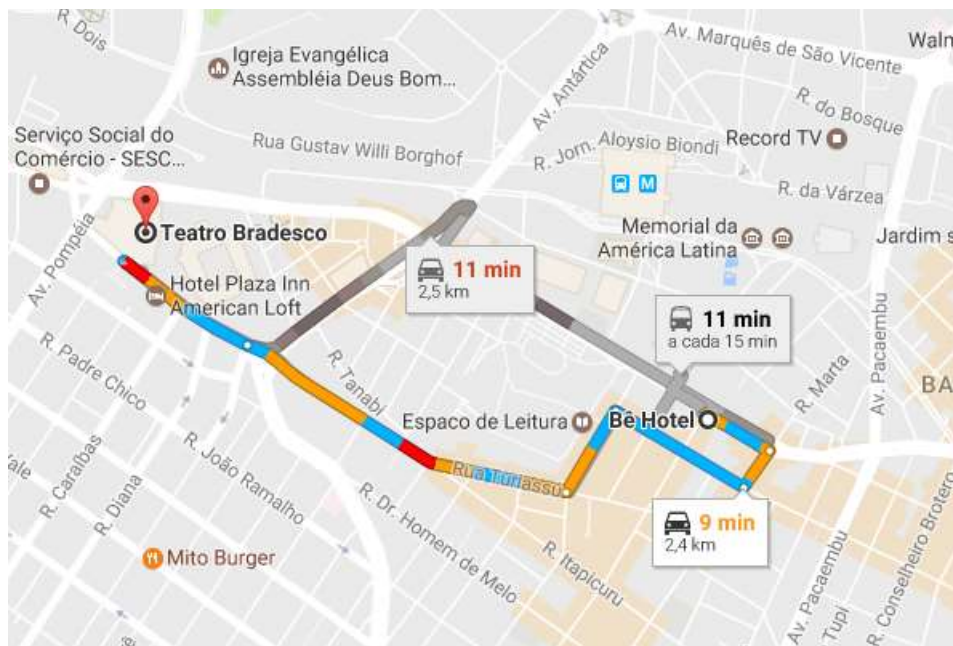 R. Dois
Igreja Evangélica
Assembléia Deus Bom...
Av. Antártica
Av. Marquês de São Vicente
Waln
R. do Bosque
Serviço Social do
Comércio - SESC...
Rua Gustav Willi Borghof
R. Jorn. Aloysio Biondi
Record TV
M
R. da Várzea
Av. Pompéia
Teatro Bradesco
Memorial da
América Latina
Jardim s
Hotel Plaza Inn
American Loft
11 min
2,5 km
11 min
a cada 15 min
Av. Pacaembu
R. Padre Chico
R. Tanabi
R. Marta
BA
Espaco de Leitura
Bê Hotel
R. Caraíbas
R. Diana
R. João Ramalho
Rua Turiassu
ale
R. Dr. Homem de Melo
9 min
2,4 km
Mito Burger
R. Itapicuru
Av. Pacaembu
Tupi
R. Conselheiro Brotero